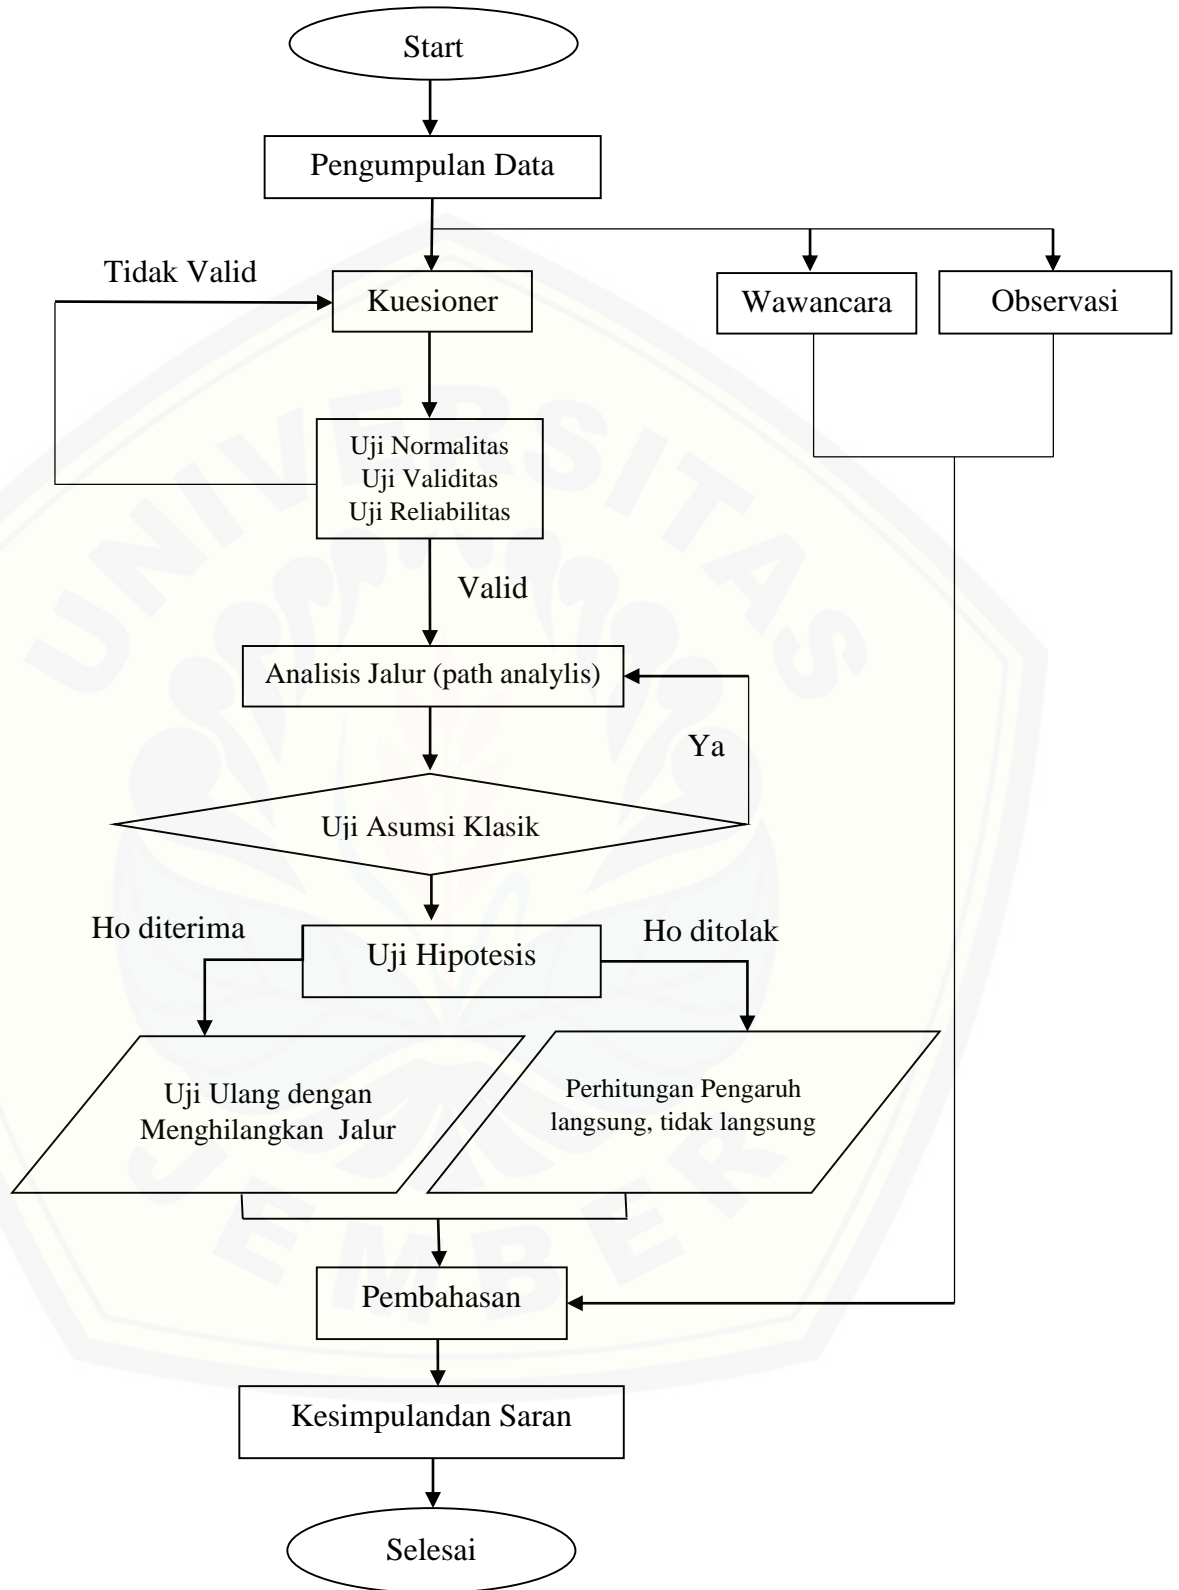 Start
Pengumpulan Data
Tidak Valid
Kuesioner
Wawancara
Observasi
Uji Normalitas
Uji Validitas
Uji Reliabilitas
Valid
Analisis Jalur (path analylis)
Ya
Uji Asumsi Klasik
Ho diterima
Uji Hipotesis
Ho ditolak
Uji Ulang dengan
Menghilangkan Jalur
Perhitungan Pengaruh
langsung, tidak langsung
Pembahasan
Kesimpulandan Saran
Selesai
UNIVERSITAS
JEMBER